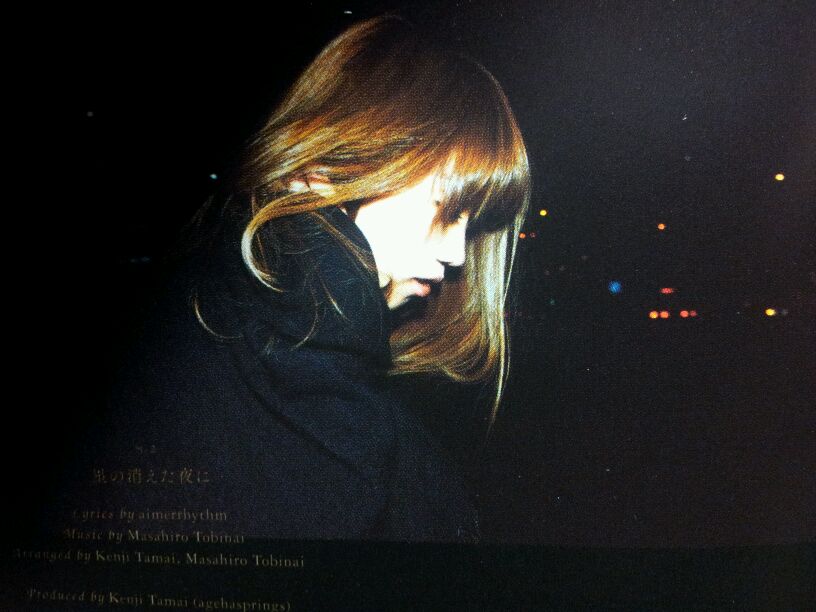 星の消えた夜に
Lyrics by aimerrhythm
Music by Masahiro Tobinai
Arranged by Kenji Tamai, Masahiro Tobinai
Produced by Kenji Tamai (agehasprings)